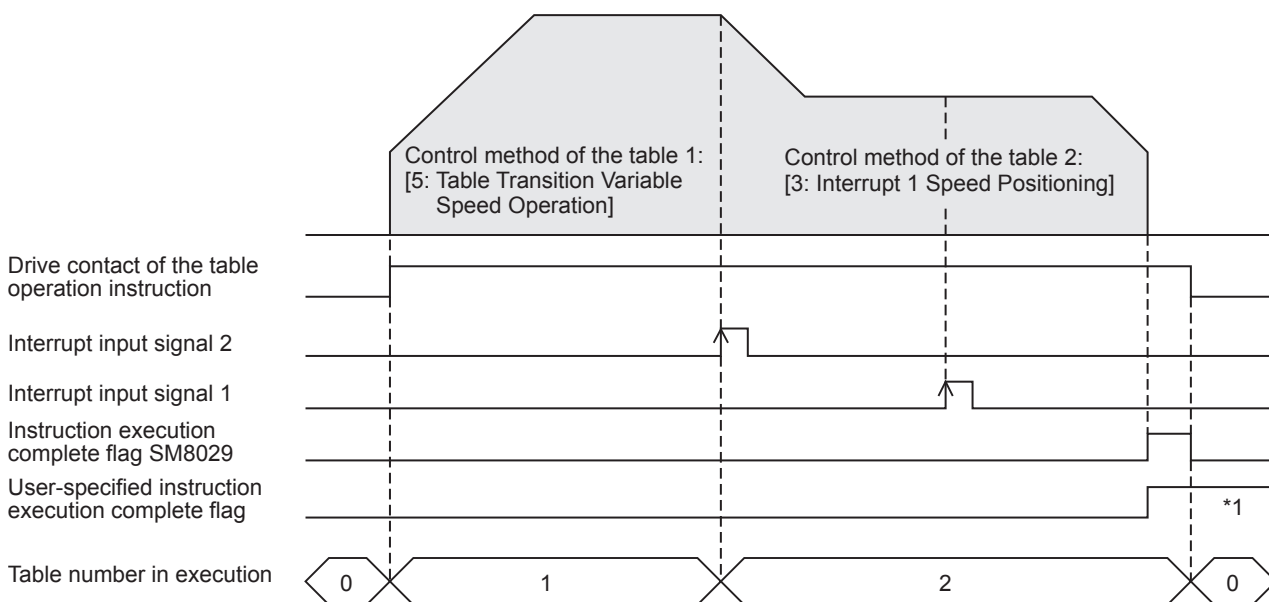 Control method of the table 1:
[5: Table Transition Variable
Speed Operation]
Control method of the table 2:
[3: Interrupt 1 Speed Positioning]
Drive contact of the table
operation instruction
Interrupt input signal 2
Interrupt input signal 1
Instruction execution
complete flag SM8029
User-specified instruction
execution complete flag
*1
Table number in execution
0
1
2
0